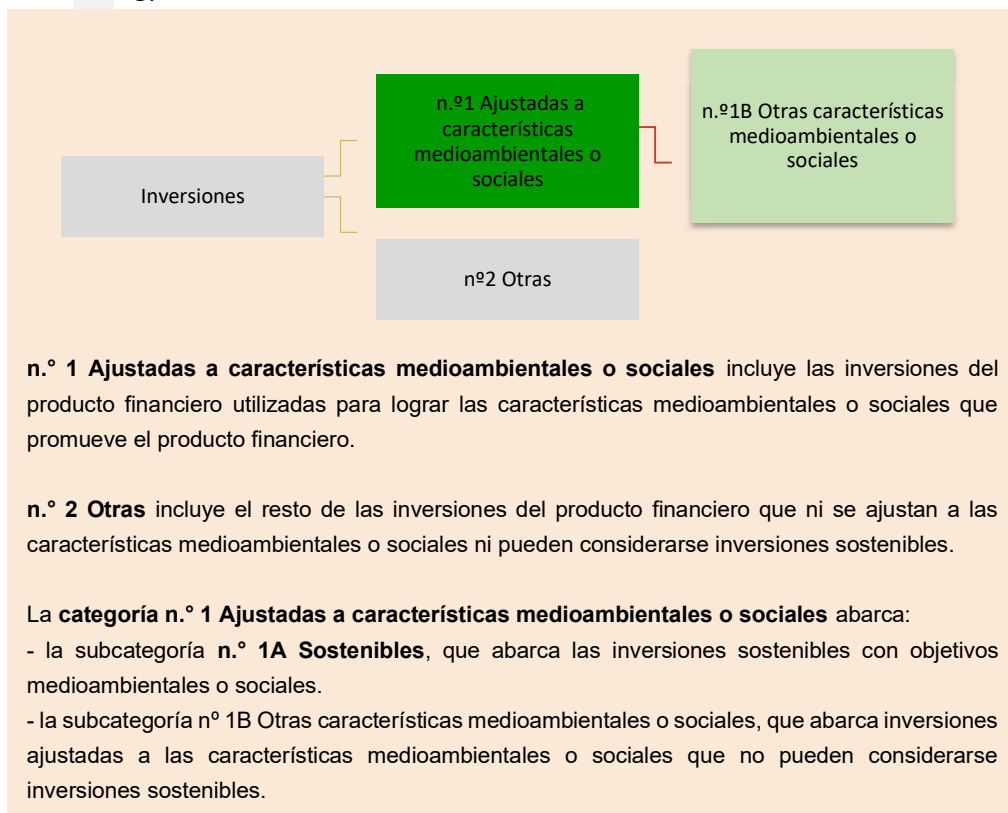 n.º1 Ajustadas a
características
medioambientales o
sociales
n.º1B Otras características
medioambientales o
sociales
Inversiones
nº2 Otras
n.° 1 Ajustadas a características medioambientales o sociales incluye las inversiones del
producto financiero utilizadas para lograr las características medioambientales o sociales que
promueve el producto financiero.
n.° 2 Otras incluye el resto de las inversiones del producto financiero que ni se ajustan a las
características medioambientales o sociales ni pueden considerarse inversiones sostenibles.
La categoría n.° 1 Ajustadas a características medioambientales o sociales abarca:
- la subcategoría n.° 1A Sostenibles, que abarca las inversiones sostenibles con objetivos
medioambientales o sociales.
- la subcategoría nº 1B Otras características medioambientales o sociales, que abarca inversiones
ajustadas a las características medioambientales o sociales que no pueden considerarse
inversiones sostenibles.